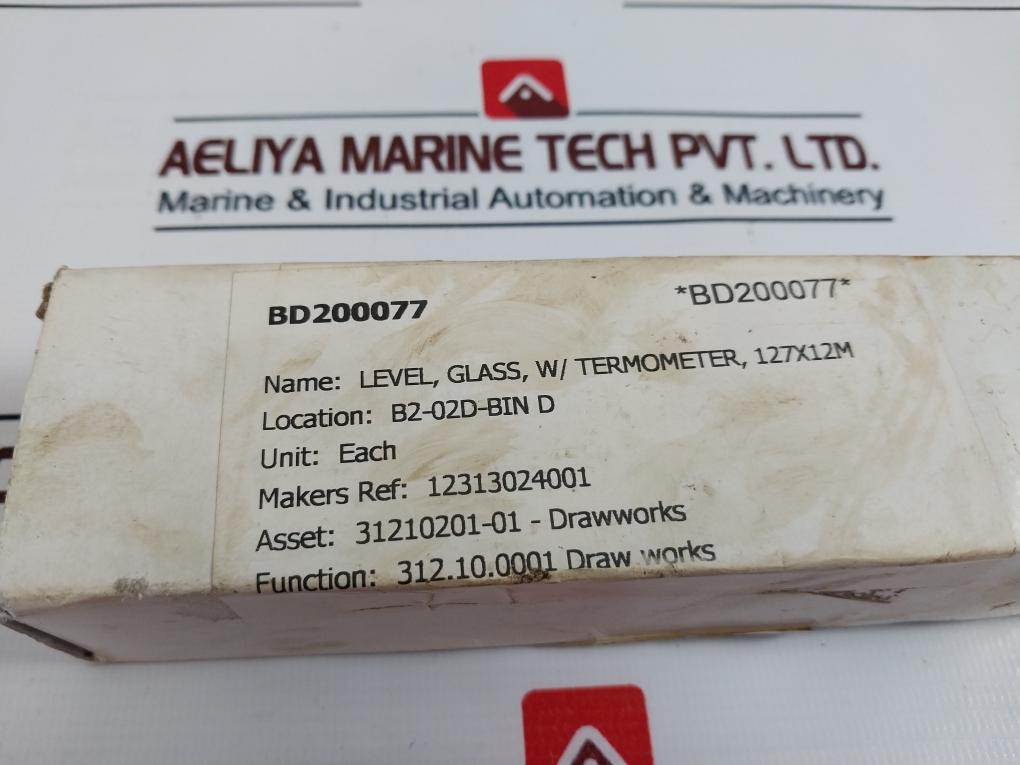 AELIYA MARINE TECH PVT. LTD.
Marine & Industrial Automation & Machinery
BD200077
*BD200077*
Name: LEVEL, GLASS, W/ TERMOMETER, 127X12M
Location: B2-02D-BIN D
Unit: Each
Makers Ref: 12313024001
Asset: 31210201-01 - Drawworks
Function: 312.10.0001 Draw works